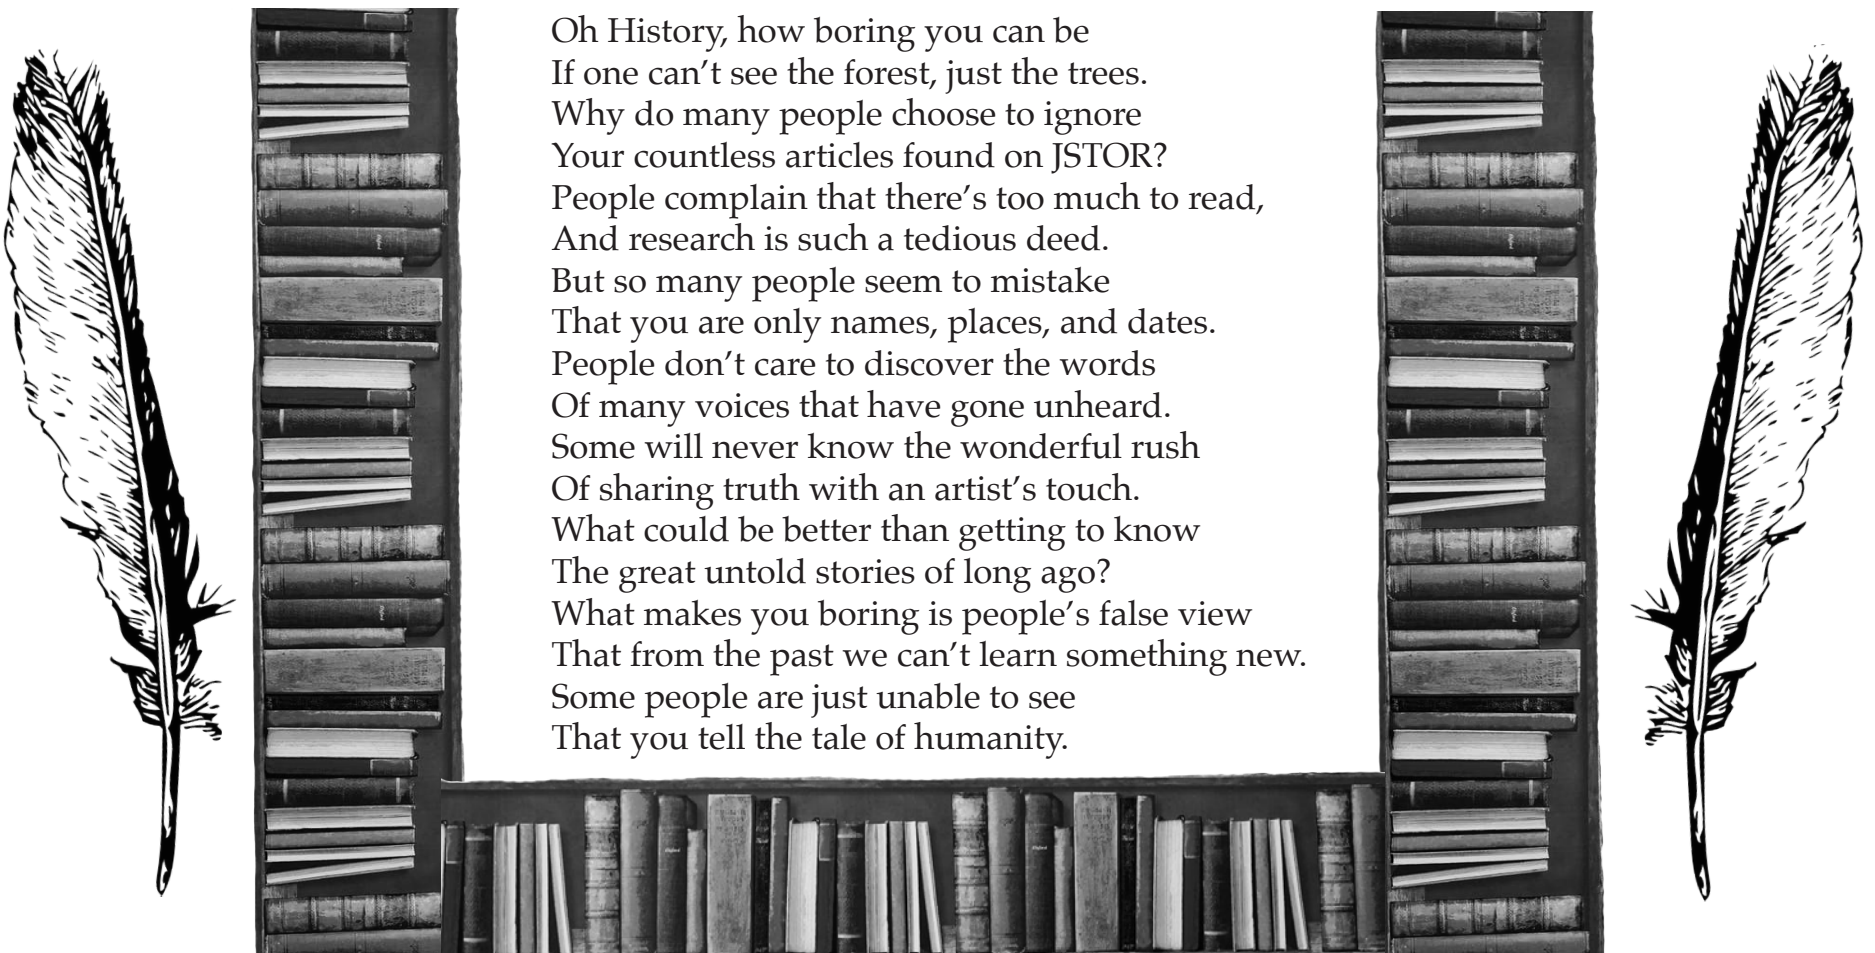 Oh History, how boring you can be
If one can’t see the forest, just the trees.
Why do many people choose to ignore
Your countless articles found on JSTOR?
People complain that there’s too much to read,
And research is such a tedious deed.
But so many people seem to mistake
That you are only names, places, and dates.
People don’t care to discover the words
Of many voices that have gone unheard.
Some will never know the wonderful rush
Of sharing truth with an artist’s touch.
What could be better than getting to know
The great untold stories of long ago?
What makes you boring is people’s false view
That from the past we can’t learn something new.
Some people are just unable to see
That you tell the tale of humanity.